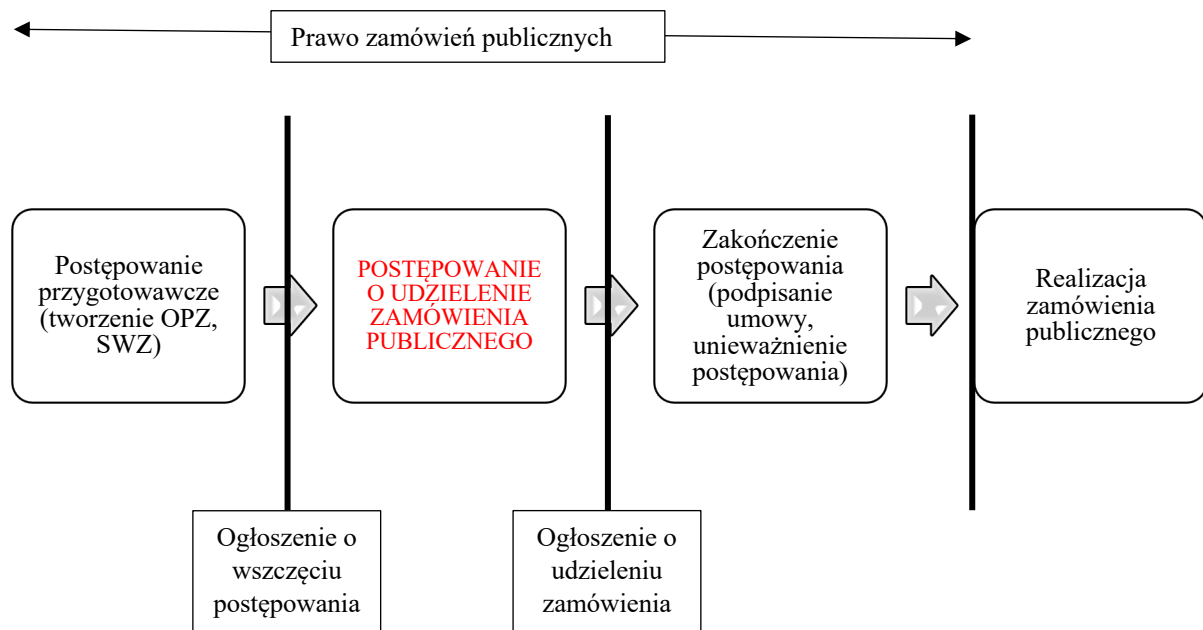 Prawo zamówień publicznych
Postępowanie
przygotowawcze
(tworzenie OPZ,
SWZ)
POSTĘPOWANIE
O UDZIELENIE
ZAMÓWIENIA
PUBLICZNEGO
Zakończenie
postępowania
(podpisanie
umowy,
unieważnienie
postępowania)
Realizacja
zamówienia
publicznego
Ogłoszenie o
wszczęciu
postępowania
Ogłoszenie o
udzieleniu
zamówienia